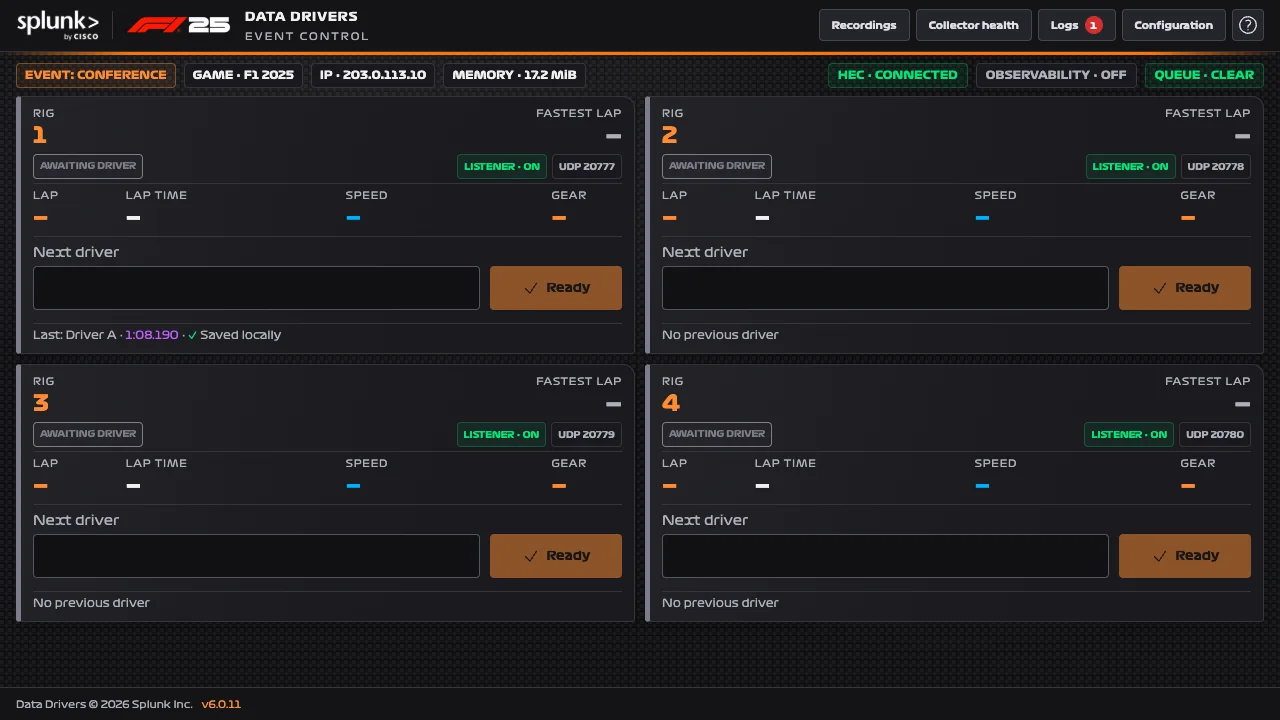 splunk> by CISCO
F1 25
DATA DRIVERS
EVENT CONTROL
Recordings
Collector health
Logs 1
Configuration
?
EVENT: CONFERENCE
GAME · F1 2025
IP · 203.0.113.10
MEMORY · 17.2 MiB
HEC · CONNECTED
OBSERVABILITY · OFF
QUEUE · CLEAR
RIG
FASTEST LAP
1
—
AWAITING DRIVER
LISTENER · ON
UDP 20777
LAP
LAP TIME
SPEED
GEAR
— — — —
Next driver
✓ Ready
Last: Driver A · 1:08.190 · ✓ Saved locally
RIG
FASTEST LAP
2
—
AWAITING DRIVER
LISTENER · ON
UDP 20778
LAP
LAP TIME
SPEED
GEAR
— — — —
Next driver
✓ Ready
No previous driver
RIG
FASTEST LAP
3
—
AWAITING DRIVER
LISTENER · ON
UDP 20779
LAP
LAP TIME
SPEED
GEAR
— — — —
Next driver
✓ Ready
No previous driver
RIG
FASTEST LAP
4
—
AWAITING DRIVER
LISTENER · ON
UDP 20780
LAP
LAP TIME
SPEED
GEAR
— — — —
Next driver
✓ Ready
No previous driver
Data Drivers © 2026 Splunk Inc. v6.0.11